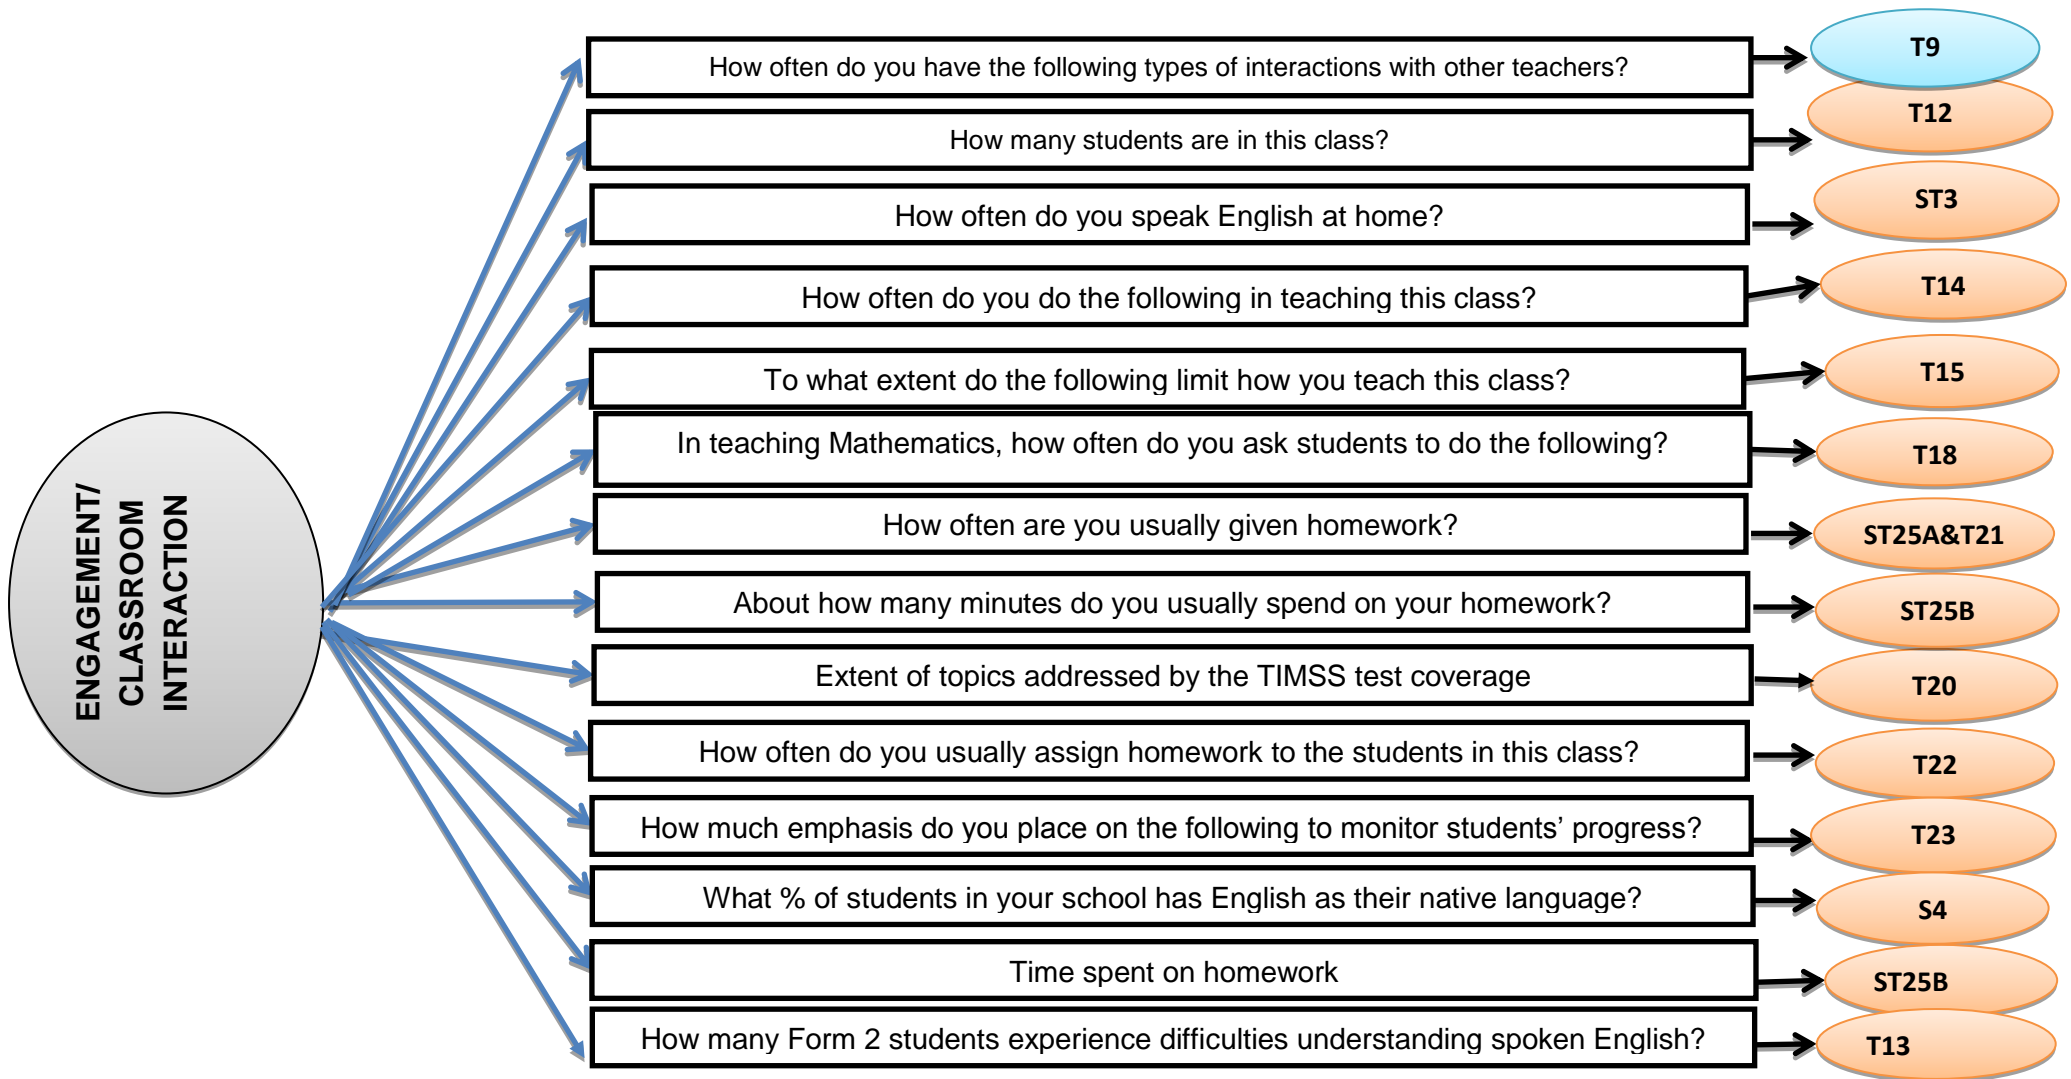 ENGAGEMENT/
CLASSROOM
INTERACTION
How often do you have the following types of interactions with other teachers?
T9
How many students are in this class?
T12
How often do you speak English at home?
ST3
How often do you do the following in teaching this class?
T14
To what extent do the following limit how you teach this class?
T15
In teaching Mathematics, how often do you ask students to do the following?
T18
How often are you usually given homework?
ST25A&T21
About how many minutes do you usually spend on your homework?
ST25B
Extent of topics addressed by the TIMSS test coverage
T20
How often do you usually assign homework to the students in this class?
T22
How much emphasis do you place on the following to monitor students’ progress?
T23
What % of students in your school has English as their native language?
S4
Time spent on homework
ST25B
How many Form 2 students experience difficulties understanding spoken English?
T13